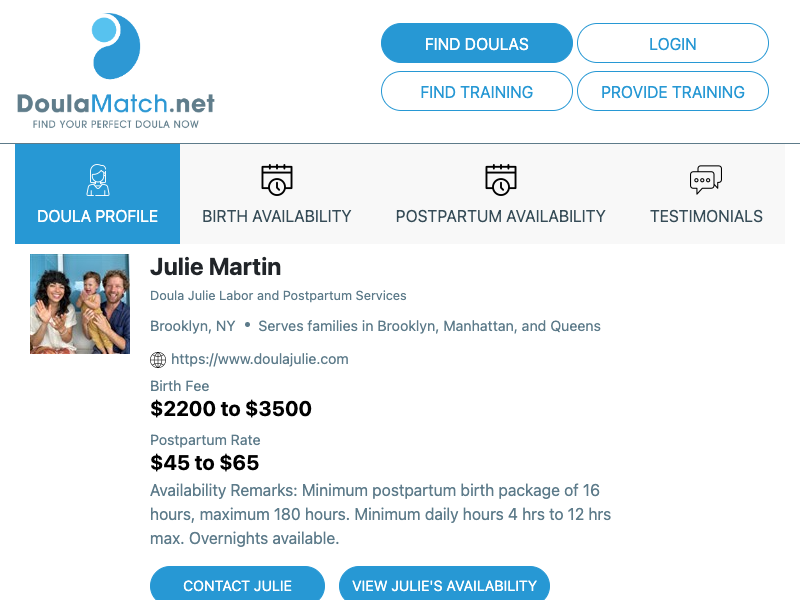 DoulaMatch.net
FIND YOUR PERFECT DOULA NOW
FIND DOULAS
LOGIN
FIND TRAINING
PROVIDE TRAINING
DOULA PROFILE
BIRTH AVAILABILITY
POSTPARTUM AVAILABILITY
TESTIMONIALS
Julie Martin
Doula Julie Labor and Postpartum Services
Brooklyn, NY • Serves families in Brooklyn, Manhattan, and Queens
https://www.doulajulie.com
Birth Fee
$2200 to $3500
Postpartum Rate
$45 to $65
Availability Remarks: Minimum postpartum birth package of 16
hours, maximum 180 hours. Minimum daily hours 4 hrs to 12 hrs
max. Overnights available.
CONTACT JULIE
VIEW JULIE'S AVAILABILITY